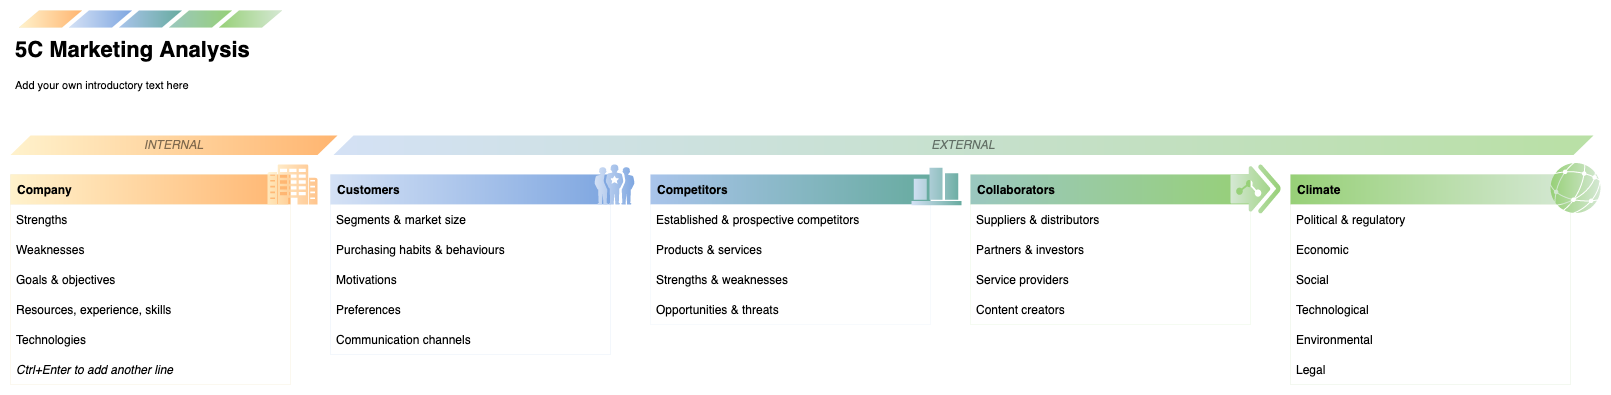 5C Marketing Analysis
Add your own introductory text here
INTERNAL
EXTERNAL
Company
Strengths
Weaknesses
Goals & objectives
Resources, experience, skills
Technologies
Ctrl+Enter to add another line
Customers
Segments & market size
Purchasing habits & behaviours
Motivations
Preferences
Communication channels
Competitors
Established & prospective competitors
Products & services
Strengths & weaknesses
Opportunities & threats
Collaborators
Suppliers & distributors
Partners & investors
Service providers
Content creators
Climate
Political & regulatory
Economic
Social
Technological
Environmental
Legal